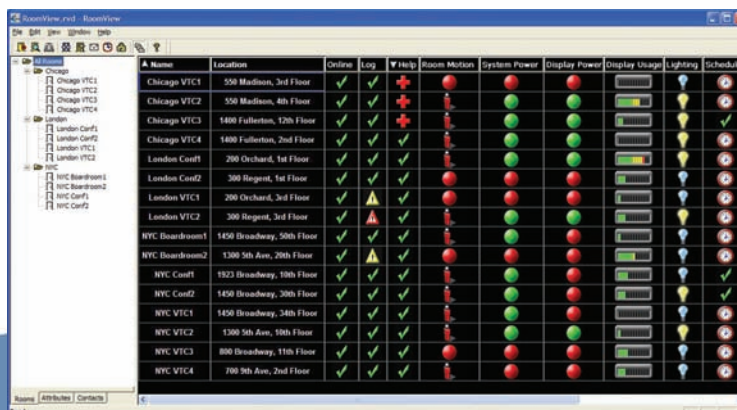 RoomView.rvd - RoomView
File Edit View Window Help
All Rooms
Chicago
Chicago VTC1
Chicago VTC2
Chicago VTC3
Chicago VTC4
London
London Conf1
London Conf2
London VTC1
London VTC2
NYC
NYC Boardroom1
NYC Boardroom2
NYC Conf1
NYC Conf2
Rooms Attributes Contacts
Name Location Online Log Help Room Motion System Power Display Power Display Usage Lighting Schedul
Chicago VTC1 550 Madison, 3rd Floor
Chicago VTC2 550 Madison, 4th Floor
Chicago VTC3 1400 Fullerton, 12th Floor
Chicago VTC4 1400 Fullerton, 2nd Floor
London Conf1 200 Orchard, 1st Floor
London Conf2 300 Regent, 1st Floor
London VTC1 200 Orchard, 3rd Floor
London VTC2 300 Regent, 3rd Floor
NYC Boardroom1 1450 Broadway, 50th Floor
NYC Boardroom2 1300 5th Ave, 29th Floor
NYC Conf1 1923 Broadway, 10th Floor
NYC Conf2 1450 Broadway, 30th Floor
NYC VTC1 1450 Broadway, 34th Floor
NYC VTC2 1300 5th Ave, 10th Floor
NYC VTC3 800 Broadway, 11th Floor
NYC VTC4 700 9th Ave, 2nd Floor